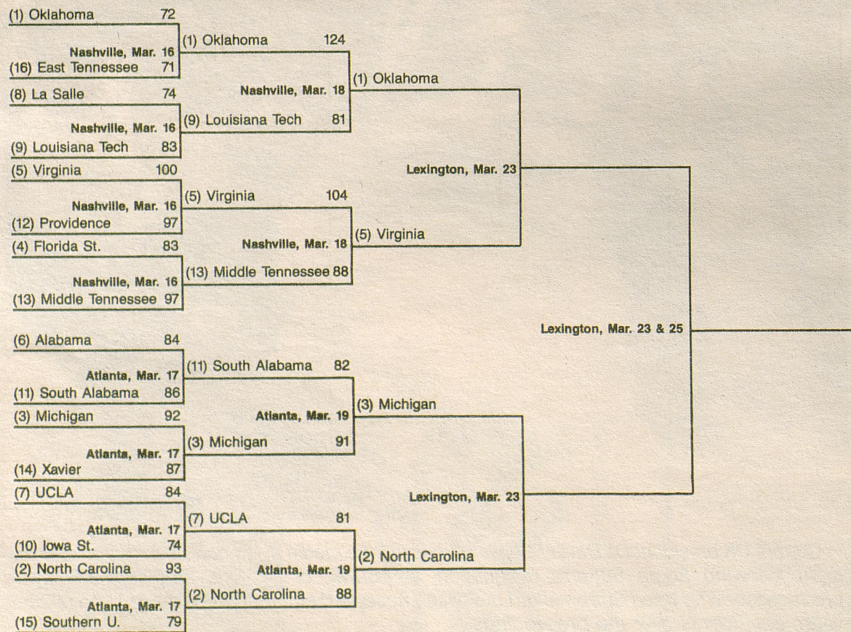 (1) Oklahoma 72
Nashville, Mar. 16
(16) East Tennessee 71
(8) La Salle 74
Nashville, Mar. 16
(9) Louisiana Tech 83
(5) Virginia 100
Nashville, Mar. 16
(12) Providence 97
(4) Florida St. 83
Nashville, Mar. 16
(13) Middle Tennessee 97
(6) Alabama 84
Atlanta, Mar. 17
(11) South Alabama 86
(3) Michigan 92
Atlanta, Mar. 17
(14) Xavier 87
(7) UCLA 84
Atlanta, Mar. 17
(10) Iowa St. 74
(2) North Carolina 93
Atlanta, Mar. 17
(15) Southern U. 79
(1) Oklahoma 124
Nashville, Mar. 18
(9) Louisiana Tech 81
(5) Virginia 104
Nashville, Mar. 18
(13) Middle Tennessee 88
(11) South Alabama 82
Atlanta, Mar. 19
(3) Michigan 91
(7) UCLA 81
Atlanta, Mar. 19
(2) North Carolina 88
(1) Oklahoma
Lexington, Mar. 23
(5) Virginia
(3) Michigan
Lexington, Mar. 23
(2) North Carolina
Lexington, Mar. 23 & 25